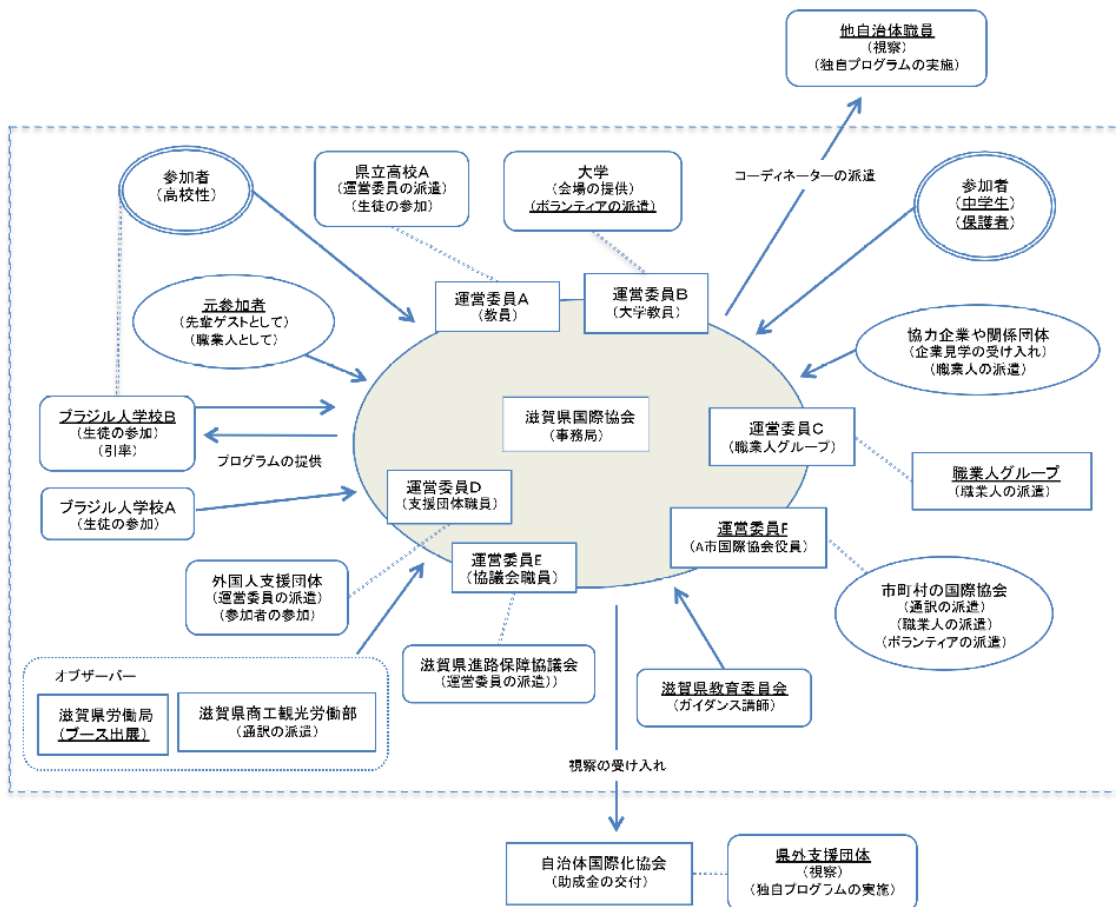 他自治体職員
(視察)
(独自プログラムの実施)
参加者
(高校性)
県立高校A
(運営委員の派遣)
(生徒の参加)
大学
(会場の提供)
(ボランティアの派遣)
コーディネーターの派遣
参加者
(中学生)
(保護者)
運営委員A
(教員)
運営委員B
(大学教員)
元参加者
(先輩ゲストとして)
(職業人として)
協力企業や関係団体
(企業見学の受け入れ)
(職業人の派遣)
ブラジル人学校B
(生徒の参加)
(引率)
プログラムの提供
滋賀県国際協会
(事務局)
運営委員C
(職業人グループ)
職業人グループ
(職業人の派遣)
ブラジル人学校A
(生徒の参加)
運営委員D
(支援団体職員)
運営委員E
(協議会職員)
運営委員F
(A市国際協会役員)
外国人支援団体
(運営委員の派遣)
(参加者の参加)
市町村の国際協会
(通訳の派遣)
(職業人の派遣)
(ボランティアの派遣)
滋賀県進路保障協議会
(運営委員の派遣))
滋賀県教育委員会
(ガイダンス講師)
オブザーバー
滋賀県労働局
(ブース出展)
滋賀県商工観光労働部
(通訳の派遣)
視察の受け入れ
自治体国際化協会
(助成金の交付)
県外支援団体
(視察)
(独自プログラムの実施)